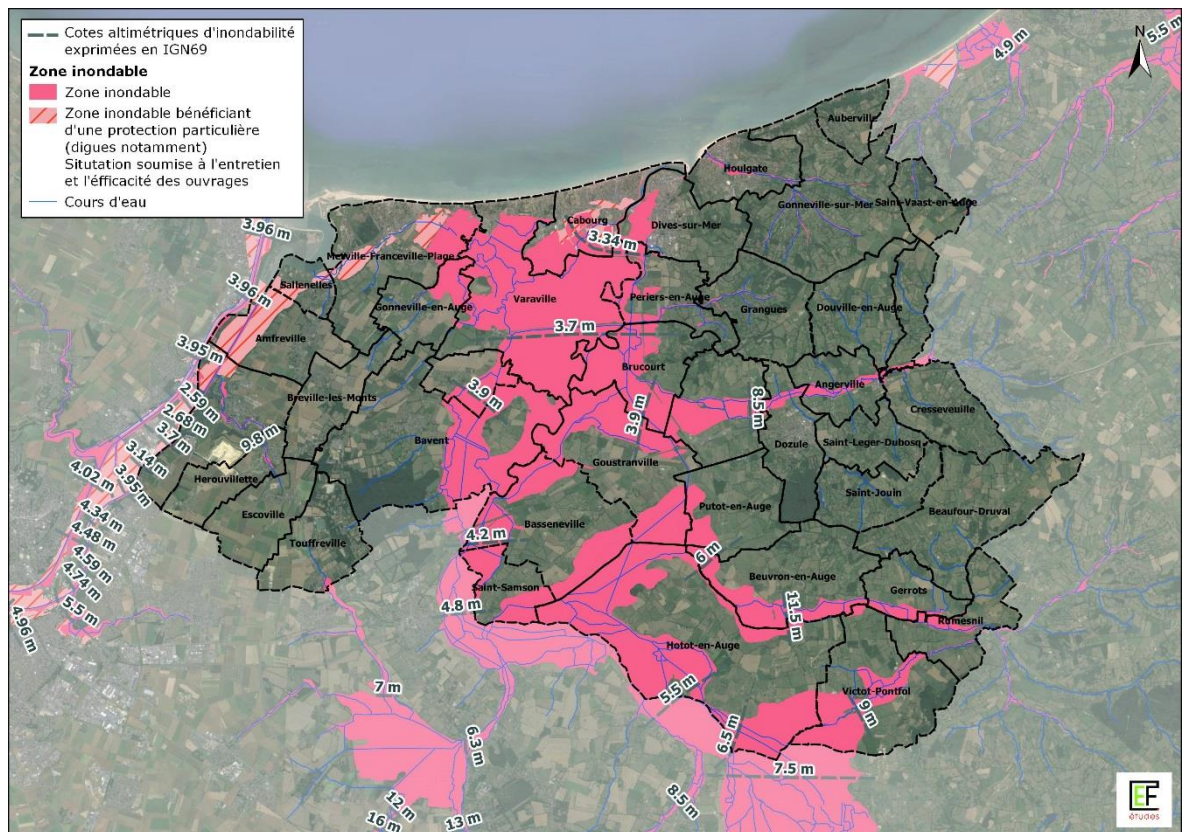 Cotes altimétriques d'inondabilité
exprimées en IGN69
Zone inondable
Zone inondable
Zone inondable bénéficiant
d'une protection particulière
(digues notamment)
Situtation soumise à l'entretien
et l'éfficacité des ouvrages
Cours d'eau
N
5.5 m
4.9 m
Auberville
Houlgate
Gonneville-sur-Mer
Saint-Vaast-en-Auge
Cabourg
Dives-sur-Mer
3.34 m
3.96 m
Merville-Franceville-Plage
3.96 m
Sallenelles
Gonneville-en-Auge
Varaville
Periers-en-Auge
Grangues
Douville-en-Auge
3.7 m
3.95 m
Amfreville
Brucourt
Angerville
8.5 m
Breville-les-Monts
3.9 m
3.9 m
Cresseveuille
2.59 m
2.68 m
3.7 m
3.14 m
9.8 m
Bavent
Dozule
Saint-Leger-Dubosq
Goustranville
4.02 m
3.95 m
Herouvillette
Saint-Jouin
Putot-en-Auge
Beaufour-Druval
4.34 m
Escoville
Basseneville
4.48 m
4.2 m
Touffreville
4.59 m
6 m
4.74 m
Beuvron-en-Auge
Saint-Samson
Gerrots
5.5 m
4.8 m
11.5 m
Rumesnil
4.96 m
Hotot-en-Auge
7 m
5.5 m
Victot-Pontfol
9 m
6.3 m
6.5 m
7.5 m
8.5 m
12 m
16 m
13 m
EF
études